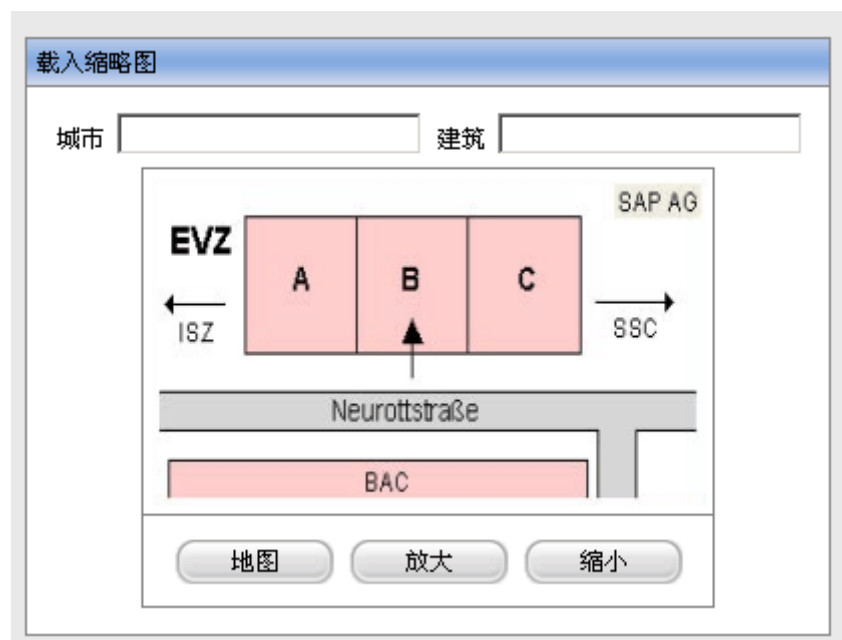 载入缩略图
城市 建筑
SAP AG
EVZ
A B C
ISZ SSC
Neurottstraße
BAC
地图 放大 缩小